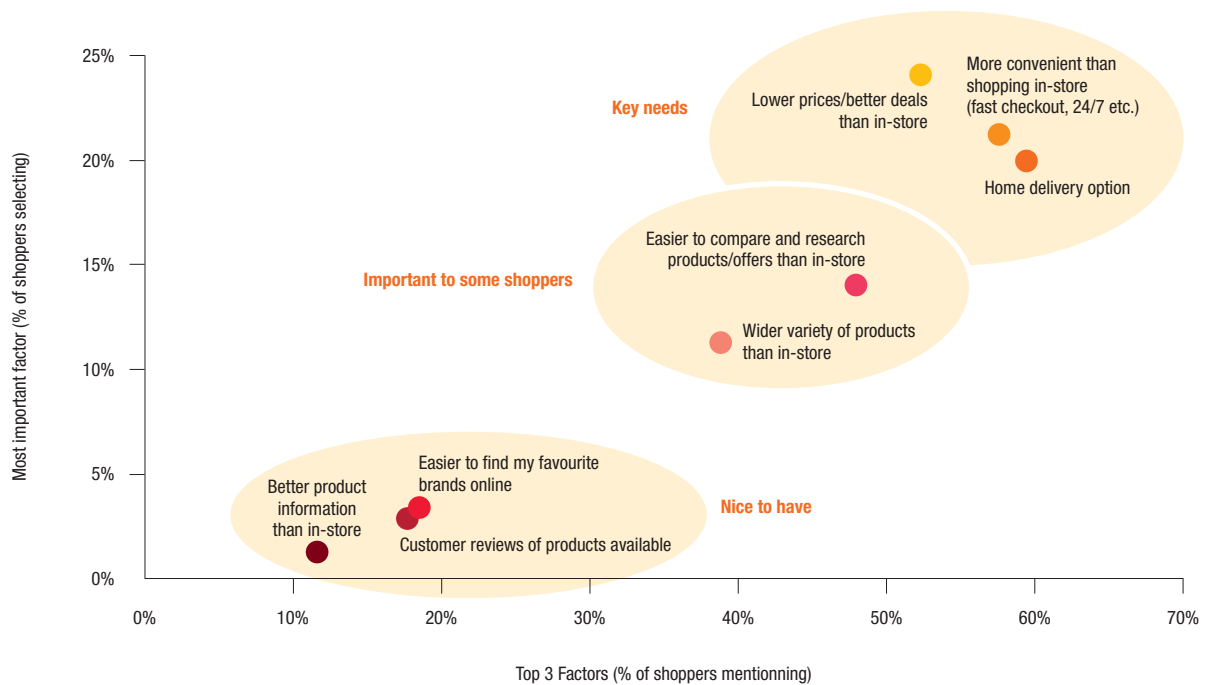 Most important factor (% of shoppers selecting)
25%
20%
15%
10%
5%
0%
Key needs
Lower prices/better deals
than in-store
More convenient than
shopping in-store
(fast checkout, 24/7 etc.)
Home delivery option
Important to some shoppers
Easier to compare and research
products/offers than in-store
Wider variety of products
than in-store
Nice to have
Easier to find my favourite
brands online
Better product
information
than in-store
Customer reviews of products available
0%
10%
20%
30%
40%
50%
60%
70%
Top 3 Factors (% of shoppers mentionning)